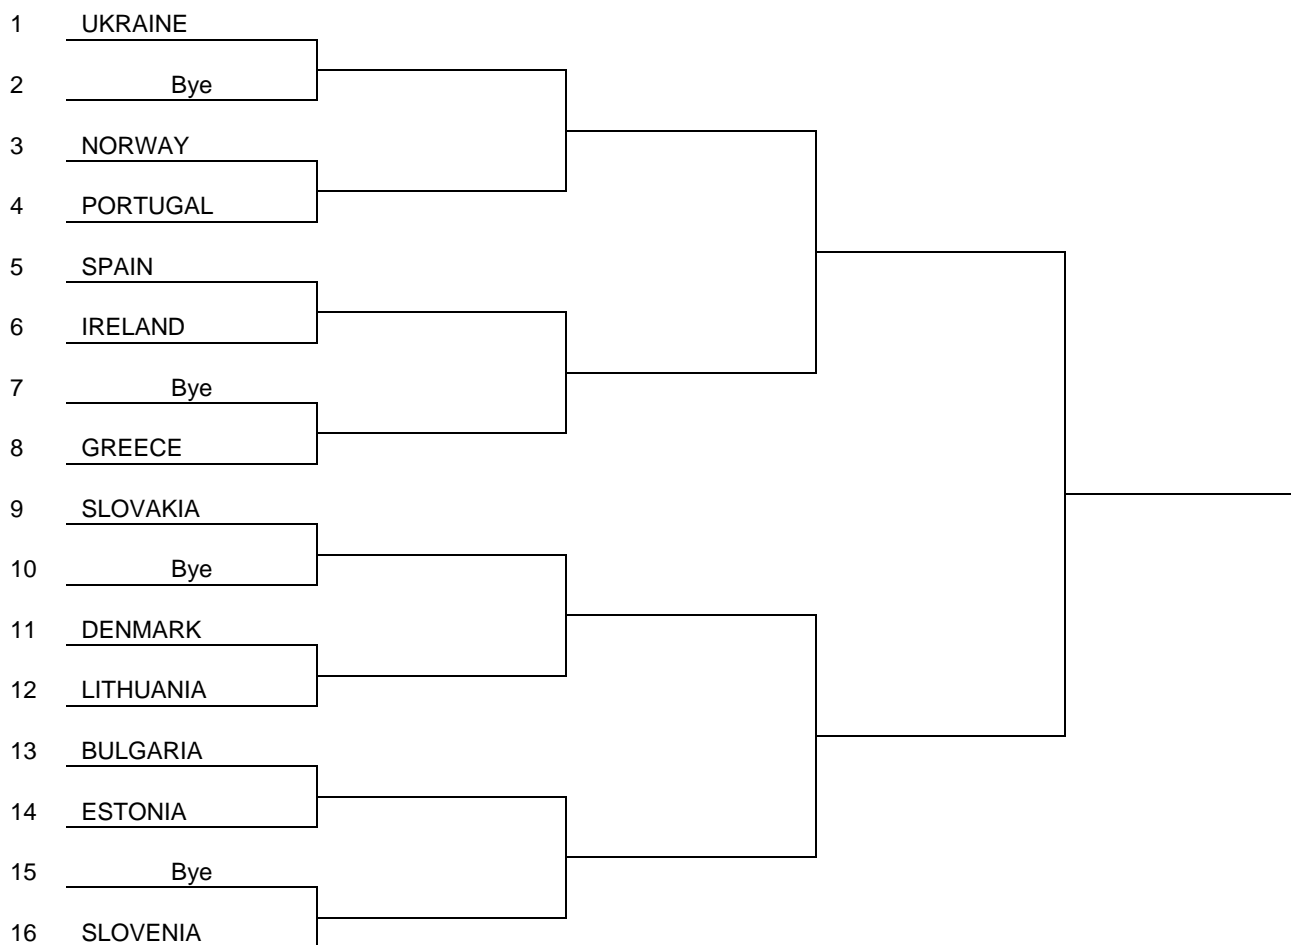 1 UKRAINE
2 Bye
3 NORWAY
4 PORTUGAL
5 SPAIN
6 IRELAND
7 Bye
8 GREECE
9 SLOVAKIA
10 Bye
11 DENMARK
12 LITHUANIA
13 BULGARIA
14 ESTONIA
15 Bye
16 SLOVENIA